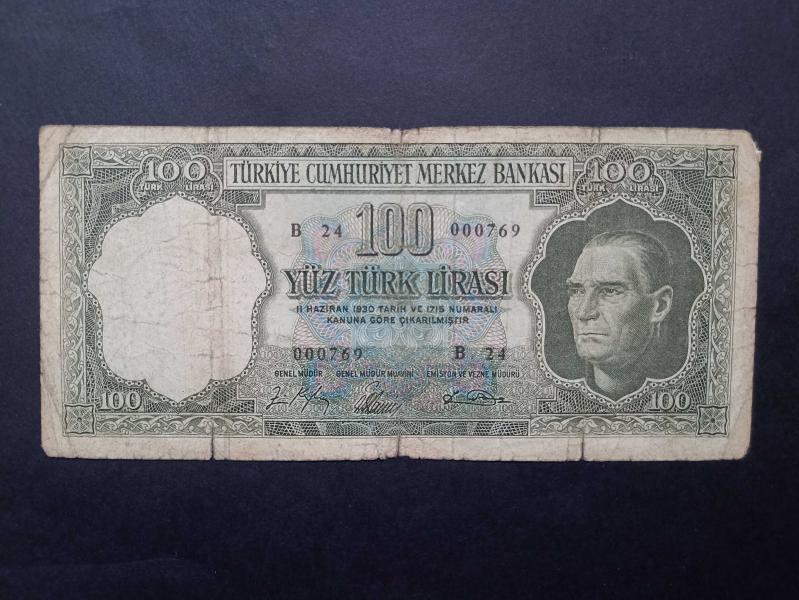 100
TÜRK LİRASI
TÜRKİYE CUMHURİYET MERKEZ BANKASI
100
TÜRK LİRASI
B 24 100 000769
YÜZ TÜRK LİRASI
11 HAZİRAN 1930 TARİH VE 1715 NUMARALI
KANUNA GÖRE ÇIKARILMIŞTIR
000769 B 24
GENEL MÜDÜR GENEL MÜDÜR MUAVİNİ EMİSYON VE VEZNE MÜDÜRÜ
100 100